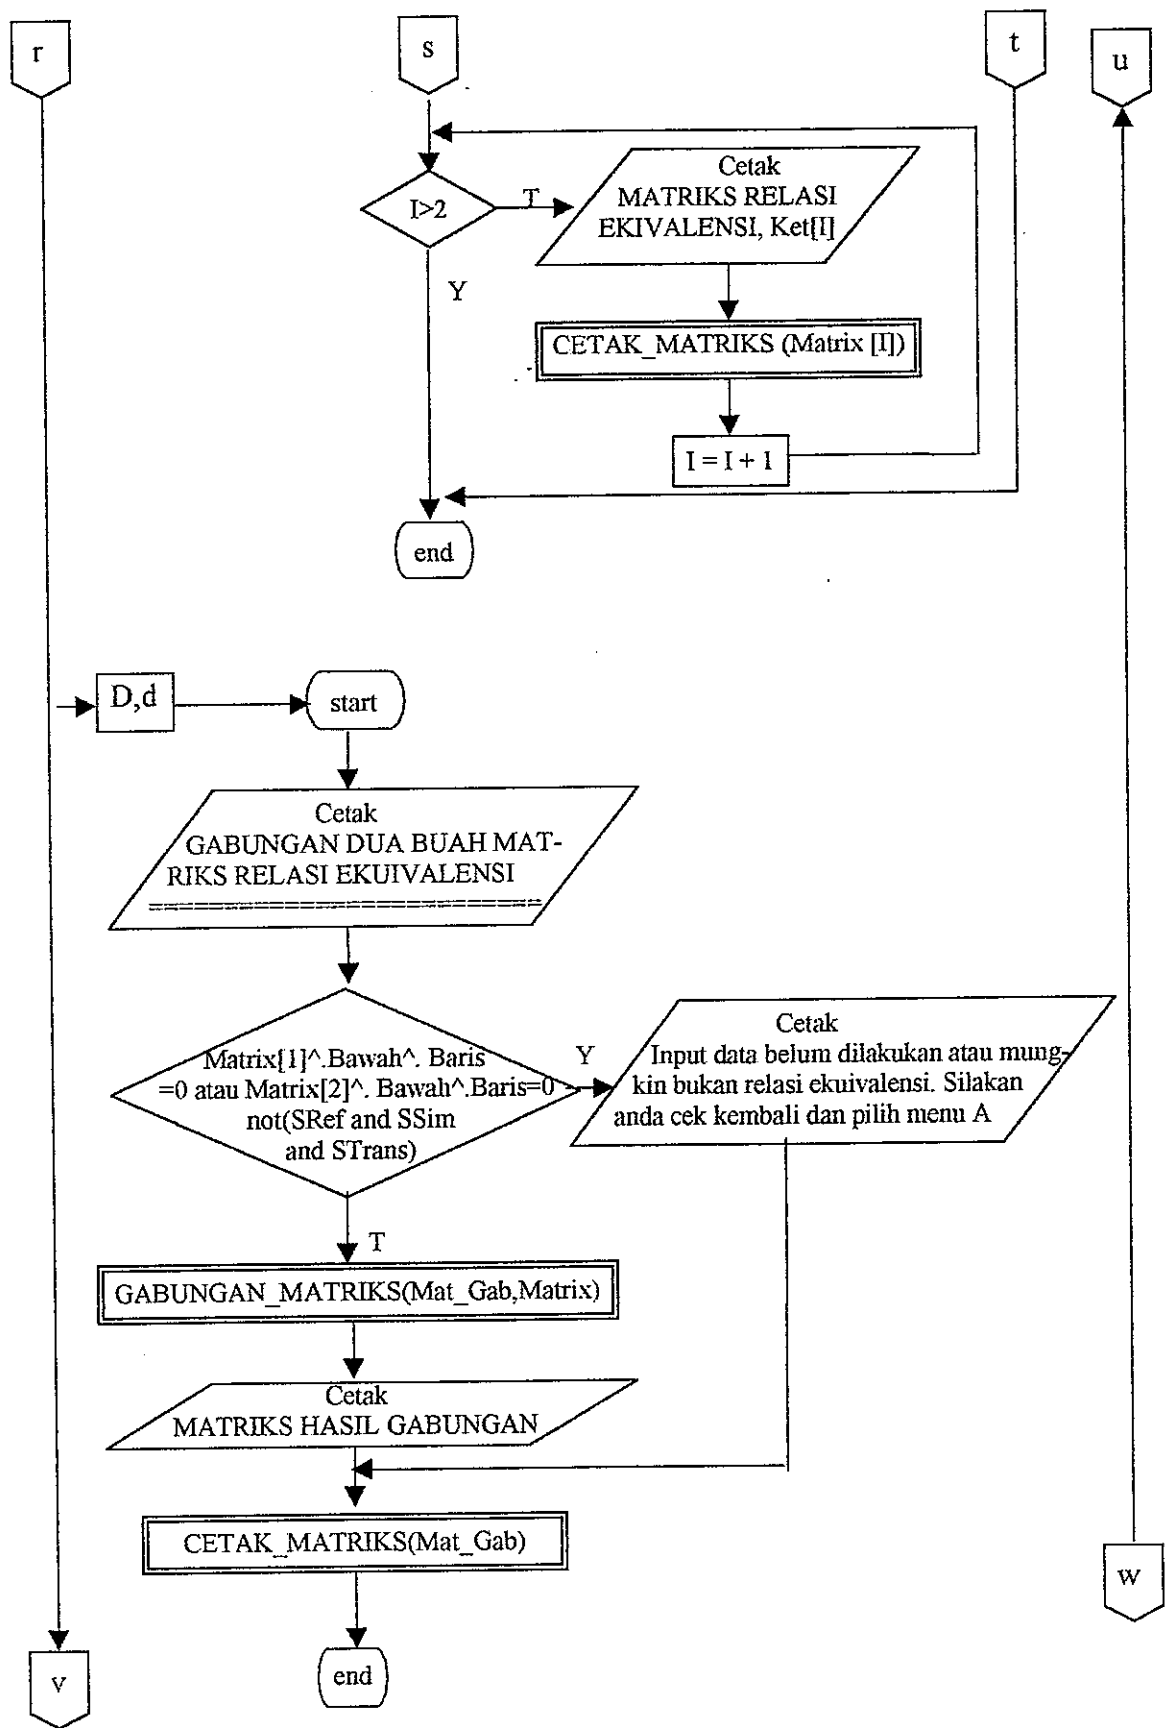 r
s
t
u
I>2
T
Cetak
MATRIKS RELASI
EKIVALENSI, Ket[I]
Y
CETAK_MATRIKS (Matrix [I])
I = I + 1
end
D,d
start
Cetak
GABUNGAN DUA BUAH MAT-
RIKS RELASI EKUIVALENSI
===========================
Matrix[1]^.Bawah^. Baris
=0 atau Matrix[2]^. Bawah^.Baris=0
not(SRef and SSim
and STrans)
Y
Cetak
Input data belum dilakukan atau mung-
kin bukan relasi ekuivalensi. Silakan
anda cek kembali dan pilih menu A
T
GABUNGAN_MATRIKS(Mat_Gab,Matrix)
Cetak
MATRIKS HASIL GABUNGAN
CETAK_MATRIKS(Mat_Gab)
w
v
end